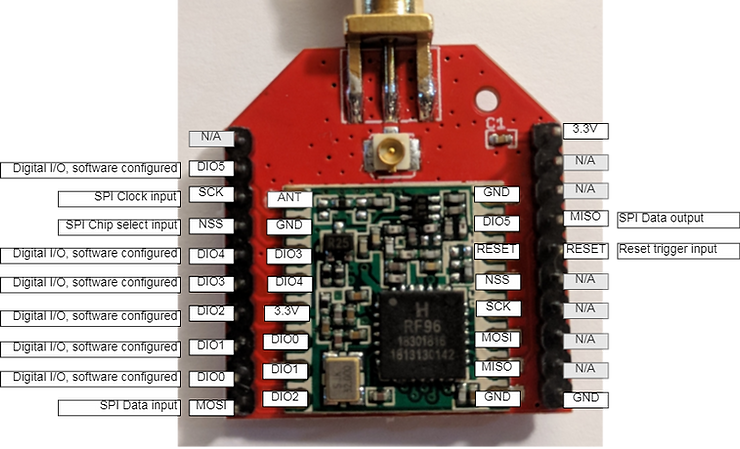 C1
3.3V
N/A
N/A
Digital I/O, software configured DIO5
N/A
SPI Clock input SCK ANT GND
DIO5 MISO SPI Data output
SPI Chip select input NSS GND
RESET RESET Reset trigger input
Digital I/O, software configured DIO4 DIO3
R25
Digital I/O, software configured DIO3 DIO4 NSS N/A
Digital I/O, software configured DIO2 3.3V SCK N/A
RF96
Digital I/O, software configured DIO1 DIO0 MOSI N/A
Digital I/O, software configured DIO0 DIO1 MISO N/A
SPI Data input MOSI DIO2 GND GND